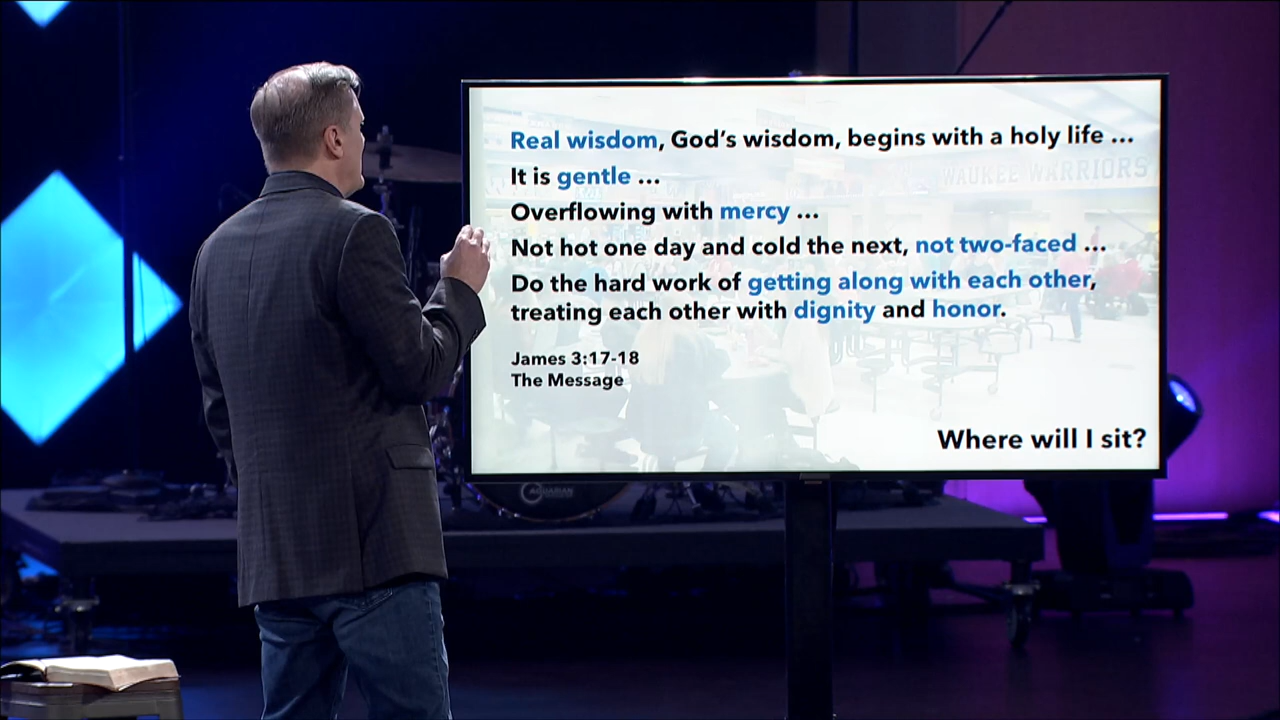 Real wisdom, God's wisdom, begins with a holy life ...
It is gentle ...
Overflowing with mercy ...
Not hot one day and cold the next, not two-faced ...
Do the hard work of getting along with each other,
treating each other with dignity and honor.
James 3:17-18
The Message
Where will I sit?
WAUKEE WARRIORS
AQUARIAN